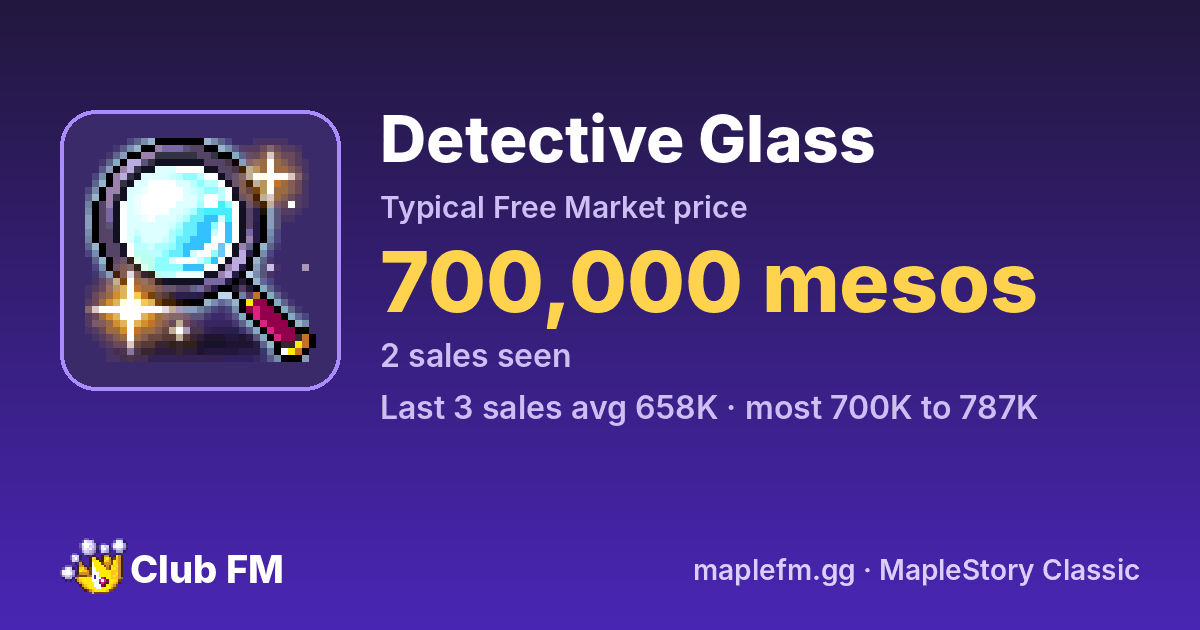 Detective Glass
Typical Free Market price
700,000 mesos
2 sales seen
Last 3 sales avg 658K · most 700K to 787K
Club FM
maplefm.gg · MapleStory Classic